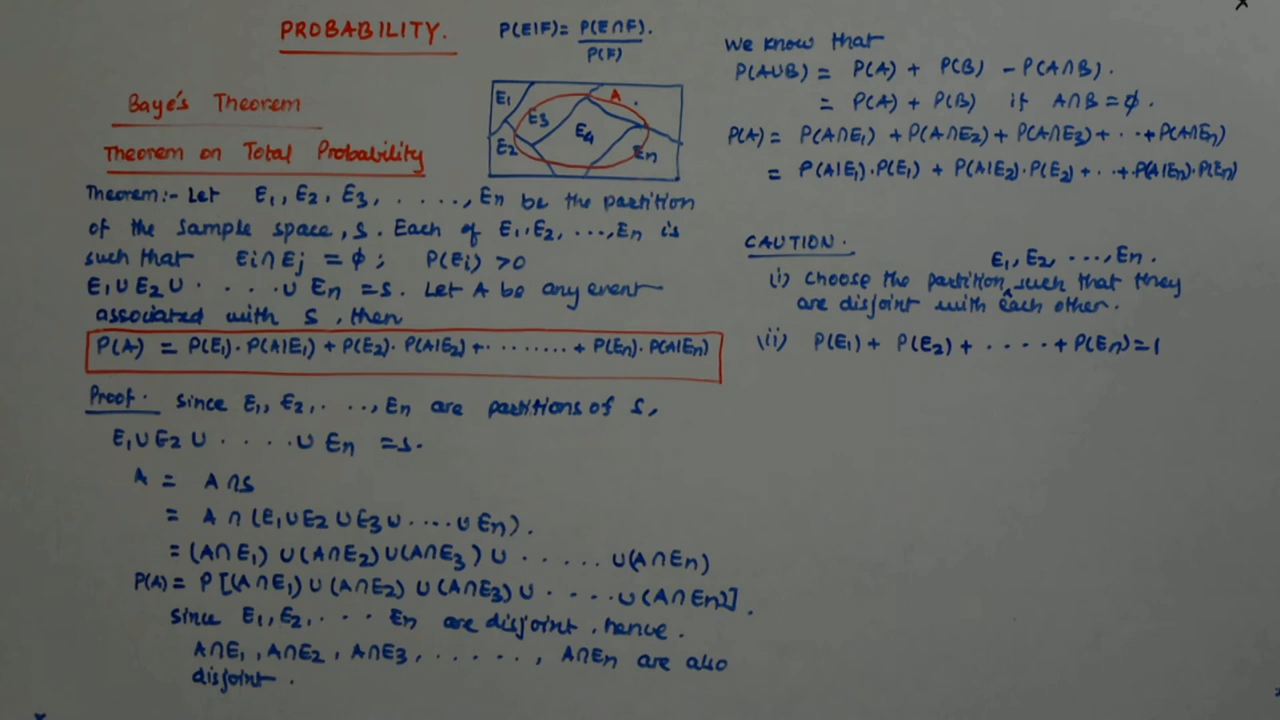 PROBABILITY.
P(E|F) = P(E∩F).
P(F)
Baye's Theorem
Theorem on Total Probability
E1
E3
A
E4
E2
En
Theorem:- Let E1, E2, E3, . . . . ., En be the partition
of the sample space, S. Each of E1, E2, ..., En is
such that Ei∩Ej = ϕ; P(Ei) >0
E1∪E2∪ . . . . ∪ En =S. Let A be any event
associated with S, then
P(A) = P(E1)·P(A|E1) + P(E2)·P(A|E2) +. . . . . . . . . + P(En)·P(A|En)
Proof. Since E1, E2, . . ., En are partitions of S,
E1∪E2∪ . . . . ∪ En =S.
A = A∩S
= A∩(E1∪E2∪E3∪ . . . . ∪En).
= (A∩E1)∪(A∩E2)∪(A∩E3)∪ . . . . . . ∪(A∩En)
P(A) = P[(A∩E1)∪(A∩E2)∪(A∩E3)∪ . . . . . ∪(A∩En)].
Since E1, E2, . . . En are disjoint, hence.
A∩E1, A∩E2, A∩E3, . . . . . . , A∩En are also
disjoint.
We know that
P(A∪B) = P(A) + P(B) - P(A∩B).
= P(A) + P(B) if A∩B = ϕ.
P(A) = P(A∩E1) + P(A∩E2) + P(A∩E3) + . . . + P(A∩En)
= P(A|E1)·P(E1) + P(A|E2)·P(E2) + . . + P(A|En)·P(En)
CAUTION.
E1, E2, ..., En.
(i) Choose the partition ‸ such that they
are disjoint with each other.
(ii) P(E1) + P(E2) + . . . . + P(En) = 1